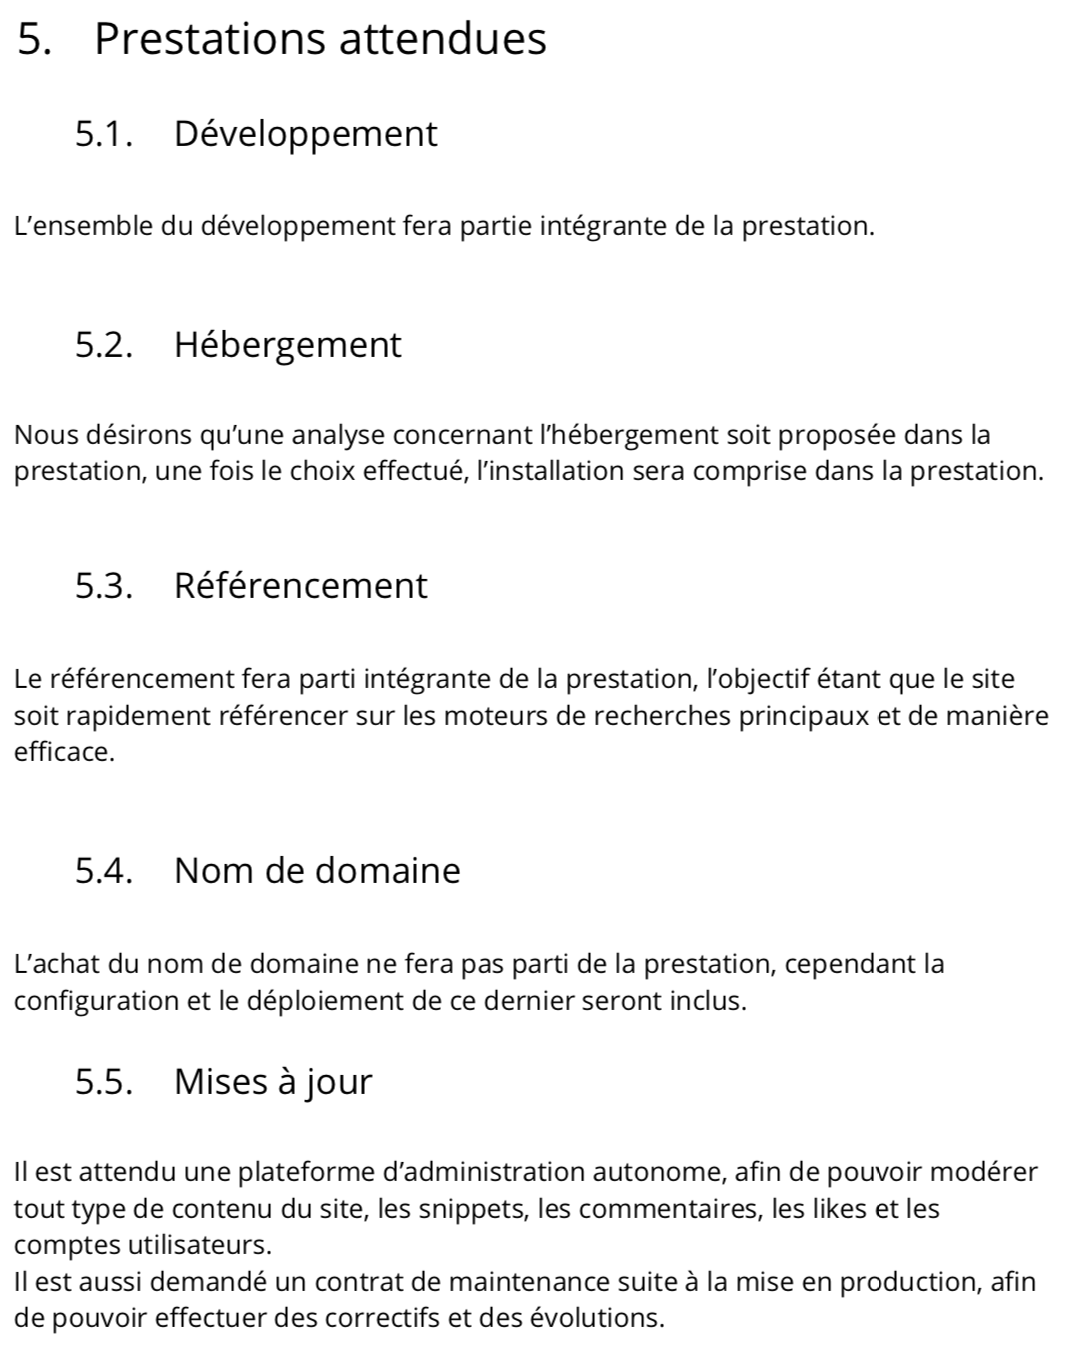 5. Prestations attendues
5.1. Développement
L’ensemble du développement fera partie intégrante de la prestation.
5.2. Hébergement
Nous désirons qu’une analyse concernant l’hébergement soit proposée dans la
prestation, une fois le choix effectué, l’installation sera comprise dans la prestation.
5.3. Référencement
Le référencement fera parti intégrante de la prestation, l’objectif étant que le site
soit rapidement référencer sur les moteurs de recherches principaux et de manière
efficace.
5.4. Nom de domaine
L’achat du nom de domaine ne fera pas parti de la prestation, cependant la
configuration et le déploiement de ce dernier seront inclus.
5.5. Mises à jour
Il est attendu une plateforme d’administration autonome, afin de pouvoir modérer
tout type de contenu du site, les snippets, les commentaires, les likes et les
comptes utilisateurs.
Il est aussi demandé un contrat de maintenance suite à la mise en production, afin
de pouvoir effectuer des correctifs et des évolutions.